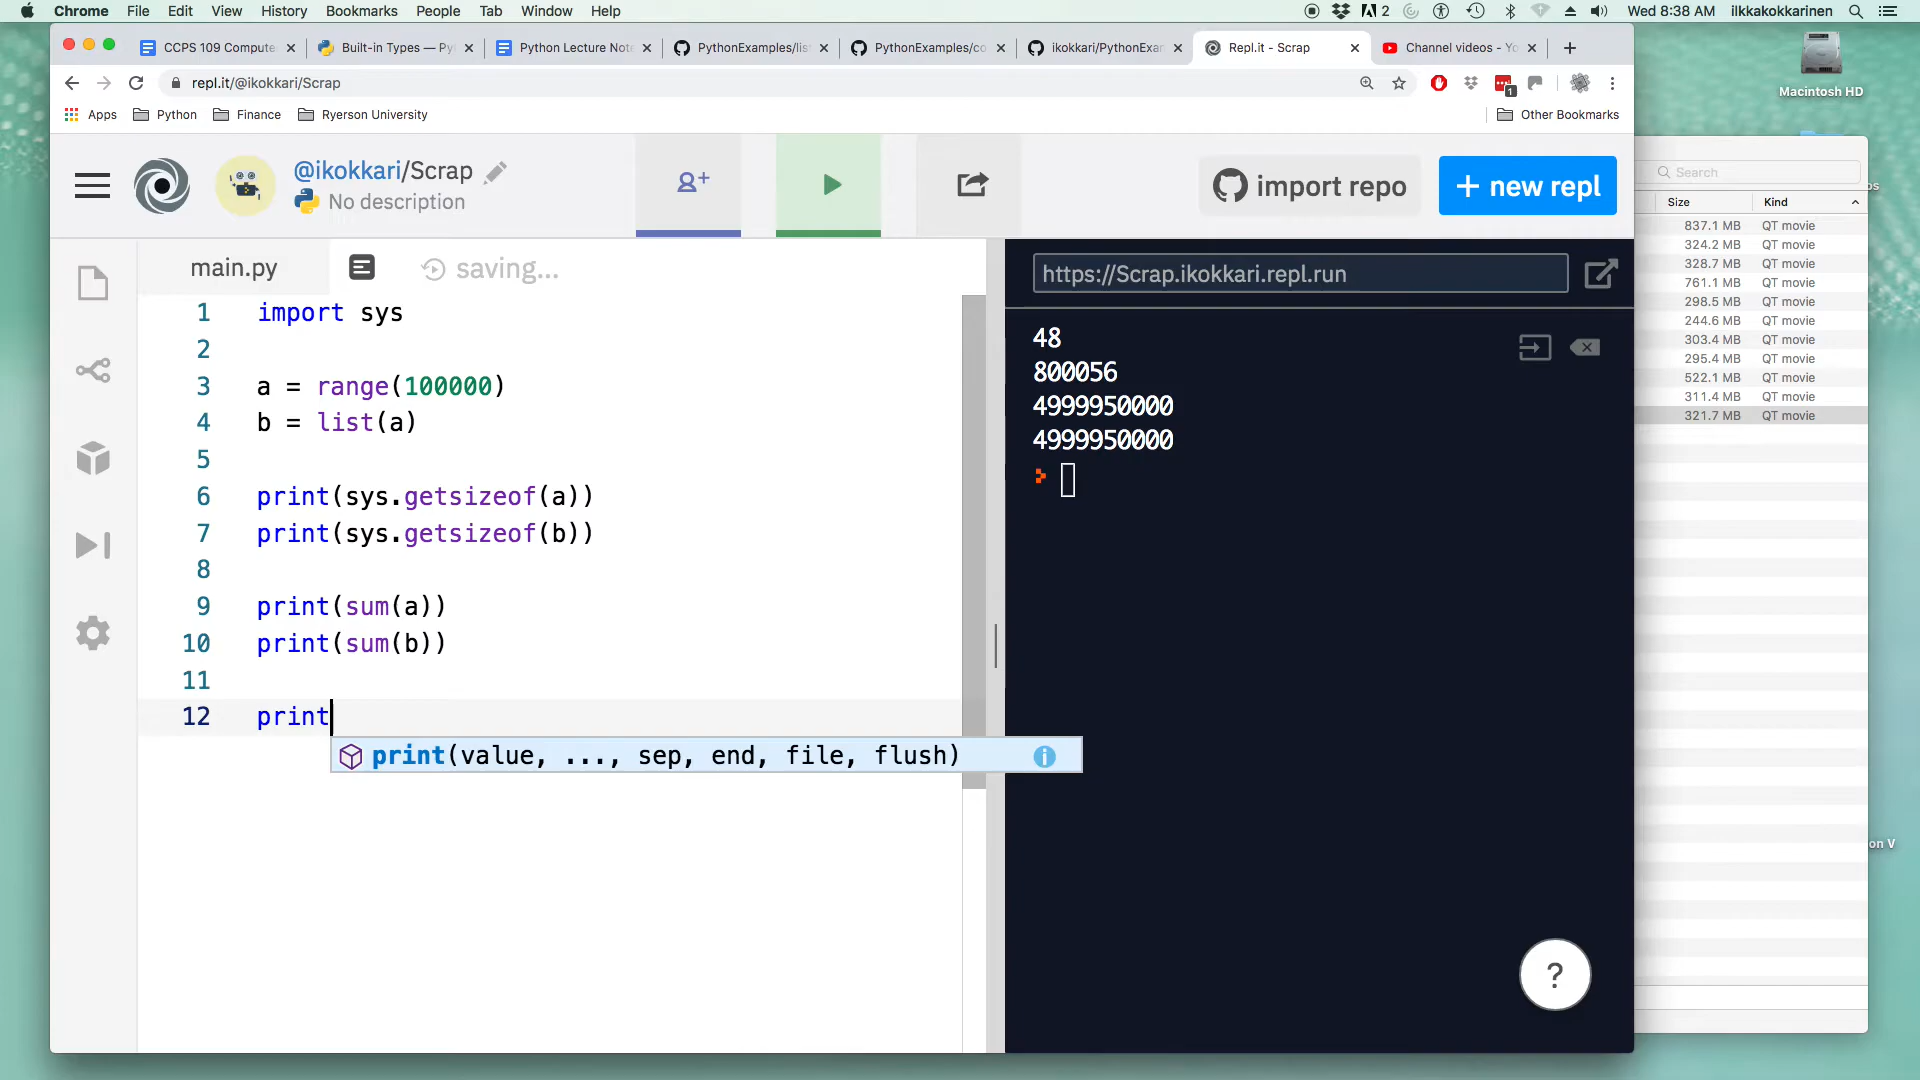 Chrome File Edit View History Bookmarks People Tab Window Help
2 Wed 8:38 AM ilkkakokkarinen
CCPS 109 Compute
Built-in Types — Py
Python Lecture Note
PythonExamples/lis
PythonExamples/co
ikokkari/PythonExar
Repl.it - Scrap
Channel videos - Yo
repl.it/@ikokkari/Scrap
1
Apps Python Finance Ryerson University Other Bookmarks
Macintosh HD
@ikokkari/Scrap
No description
import repo
+ new repl
main.py
saving...
1 import sys
2
3 a = range(100000)
4 b = list(a)
5
6 print(sys.getsizeof(a))
7 print(sys.getsizeof(b))
8
9 print(sum(a))
10 print(sum(b))
11
12 print
print(value, ..., sep, end, file, flush)
https://Scrap.ikokkari.repl.run
48
800056
4999950000
4999950000
?
Search
Size Kind
837.1 MB QT movie
324.2 MB QT movie
328.7 MB QT movie
761.1 MB QT movie
298.5 MB QT movie
244.6 MB QT movie
303.4 MB QT movie
295.4 MB QT movie
522.1 MB QT movie
311.4 MB QT movie
321.7 MB QT movie
os
on V